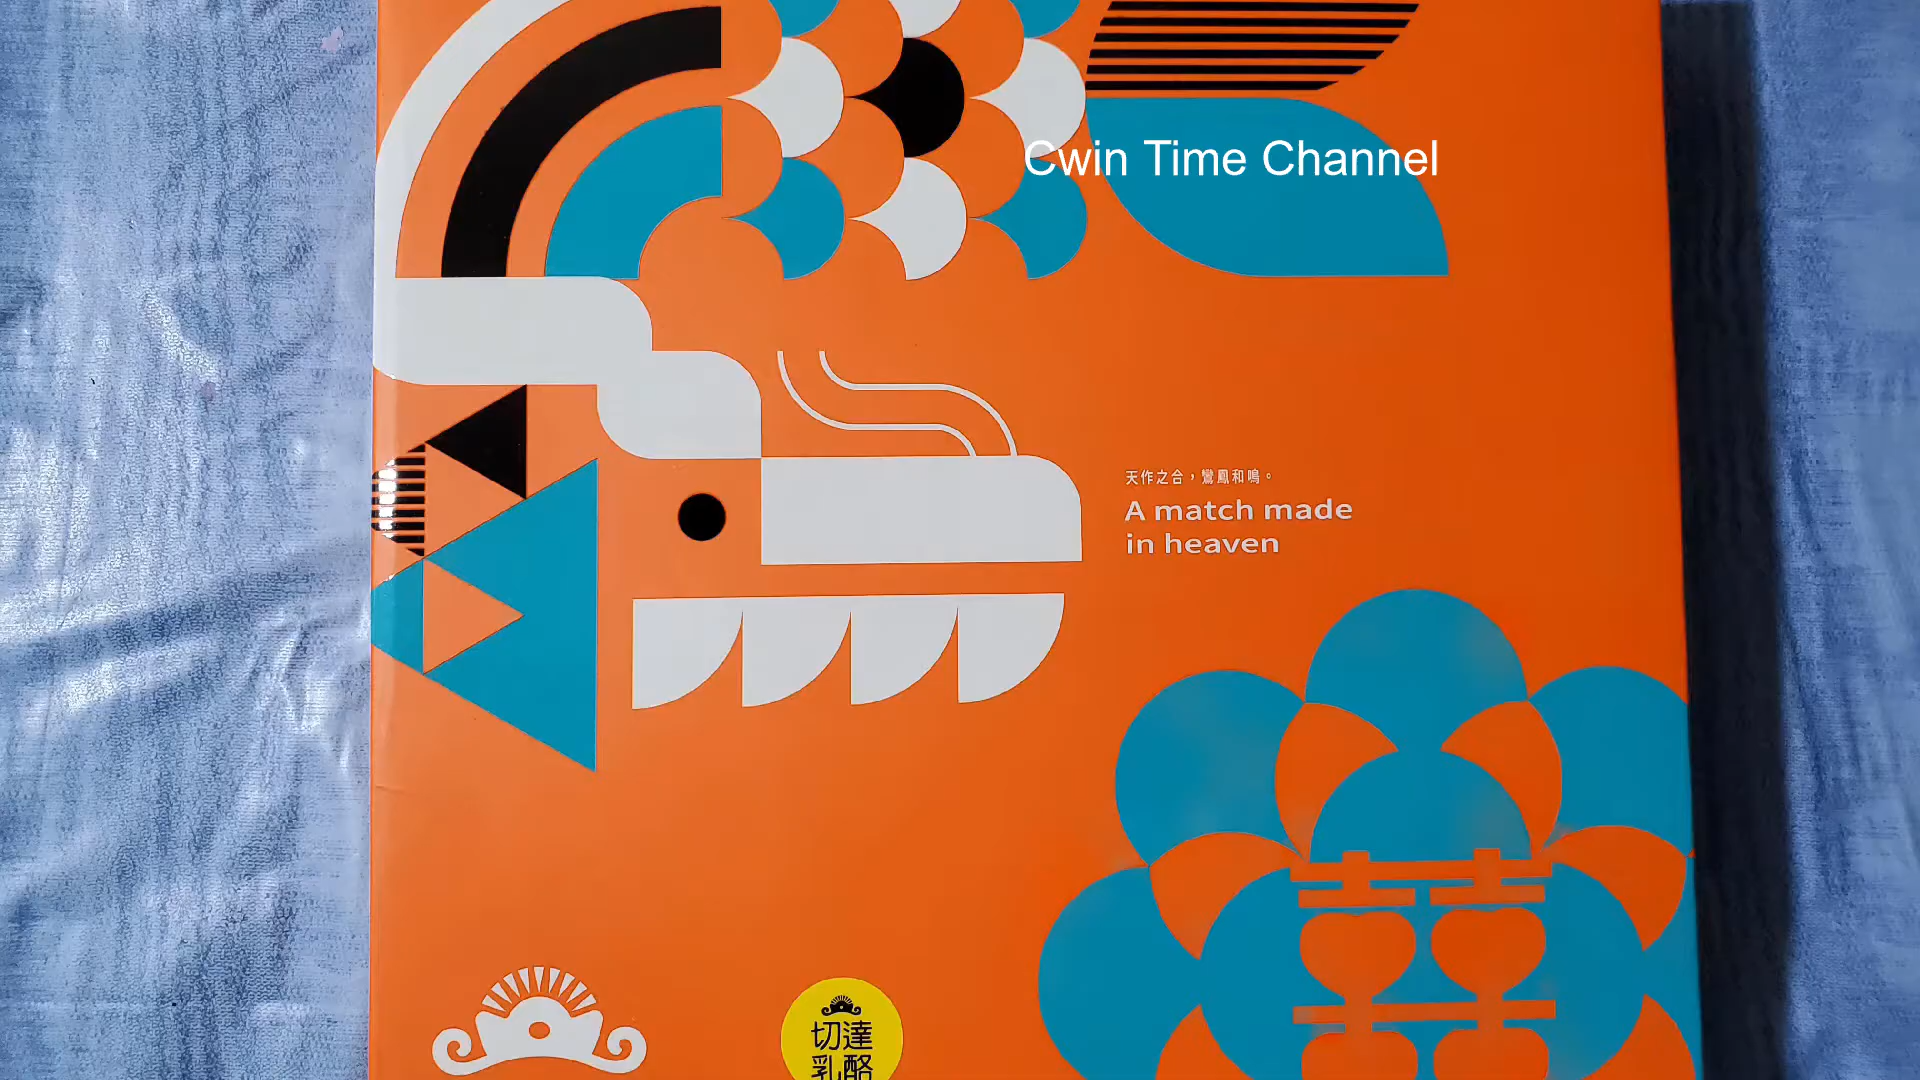 Cwin Time Channel
天作之合，鸞鳳和鳴。
A match made
in heaven
囍
切達
乳酪